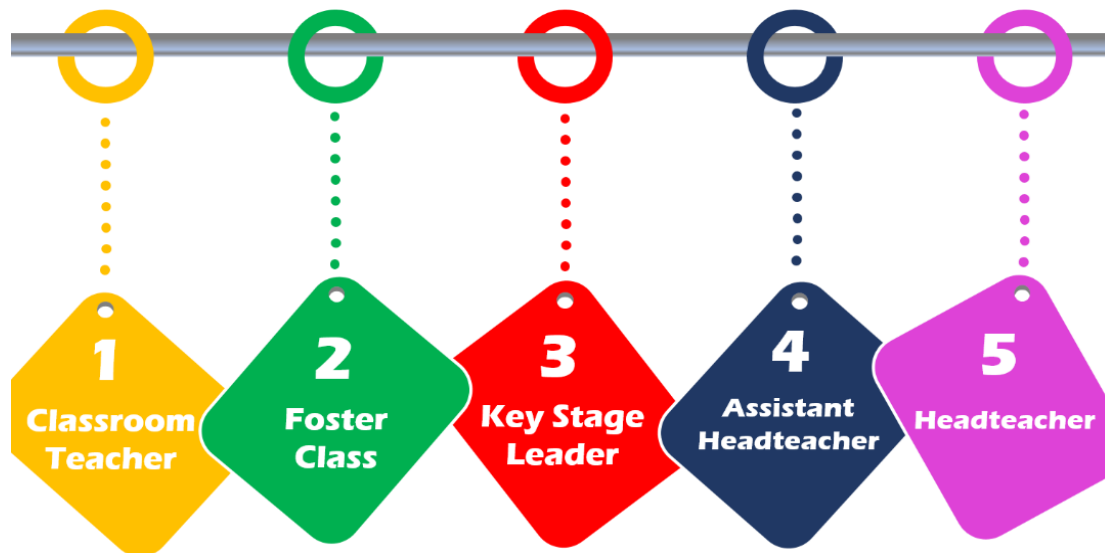 1
Classroom
Teacher
2
Foster
Class
3
Key Stage
Leader
4
Assistant
Headteacher
5
Headteacher